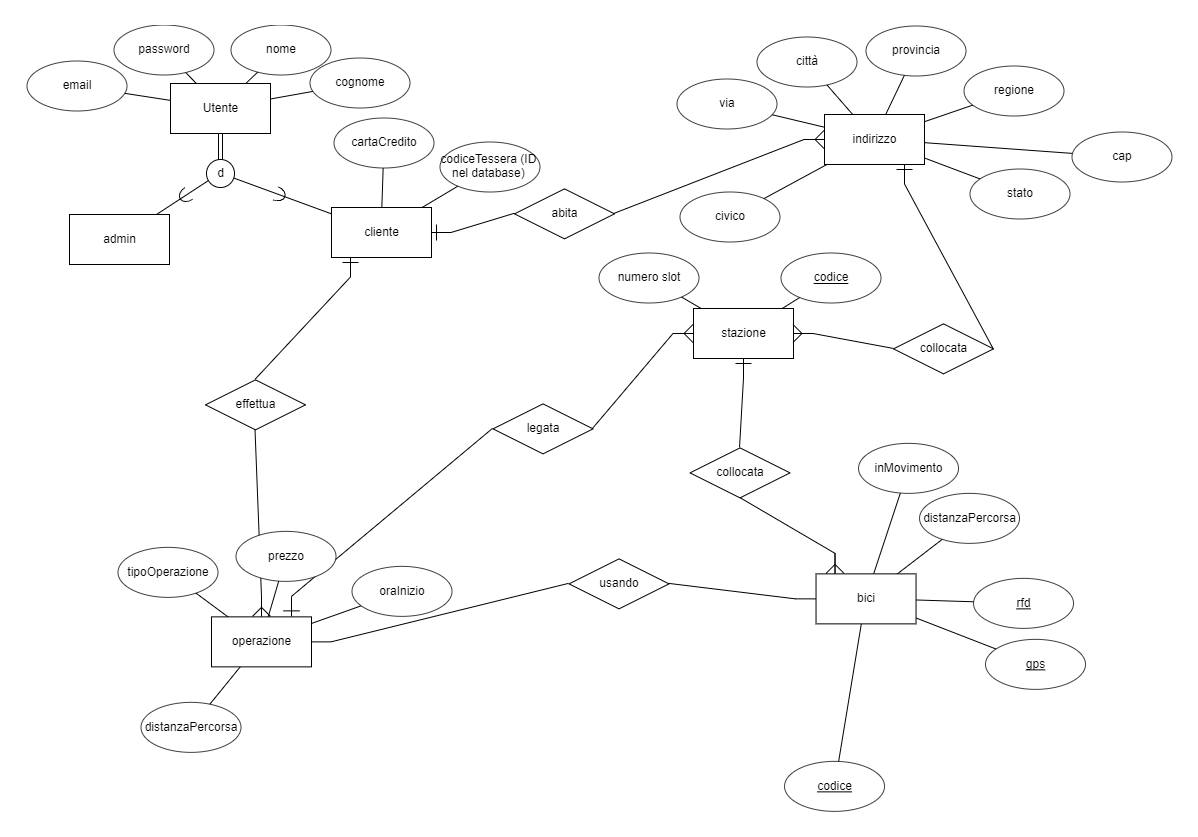 password
nome
email
cognome
Utente
città
provincia
via
regione
indirizzo
cartaCredito
codiceTessera (ID
nel database)
cap
d
stato
civico
abita
admin
cliente
numero slot
codice
stazione
collocata
effettua
legata
collocata
inMovimento
distanzaPercorsa
prezzo
tipoOperazione
oraInizio
usando
bici
rfd
operazione
gps
distanzaPercorsa
codice